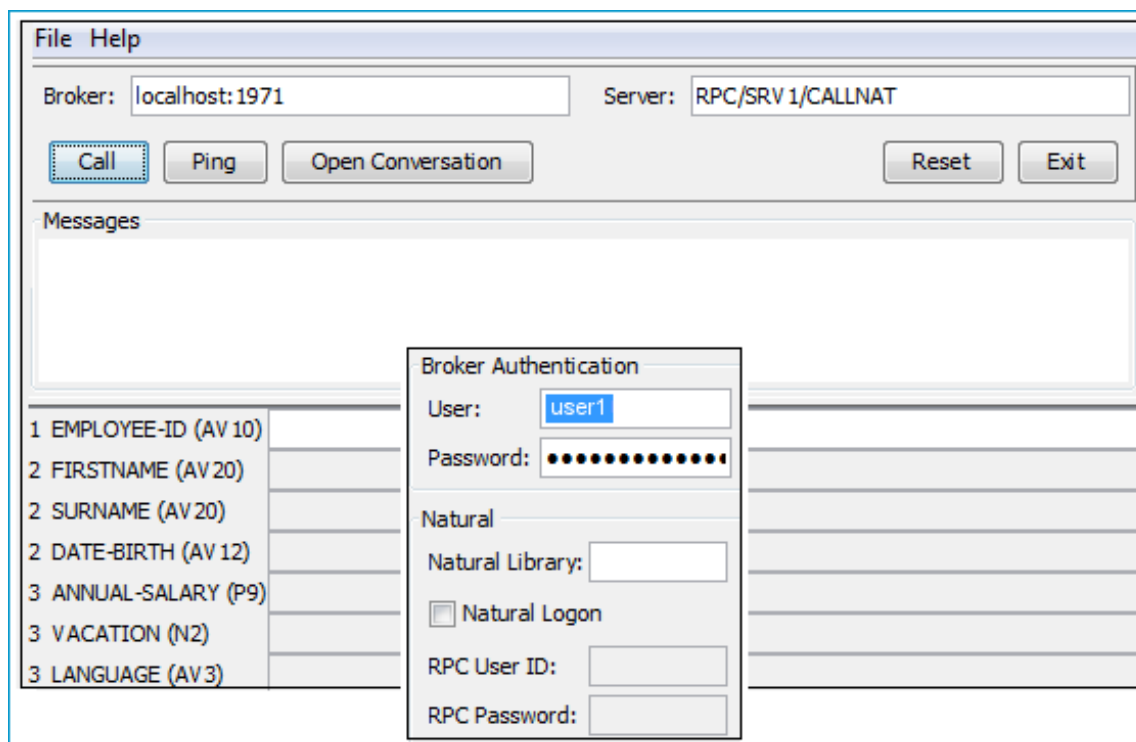 File Help
Broker: localhost:1971 Server: RPC/SRV1/CALLNAT
Call Ping Open Conversation Reset Exit
Messages
1 EMPLOYEE-ID (AV10)
2 FIRSTNAME (AV20)
2 SURNAME (AV20)
2 DATE-BIRTH (AV12)
3 ANNUAL-SALARY (P9)
3 VACATION (N2)
3 LANGUAGE (AV3)
Broker Authentication
User: user1
Password: ●●●●●●●●●●●●●
Natural
Natural Library:
Natural Logon
RPC User ID:
RPC Password: